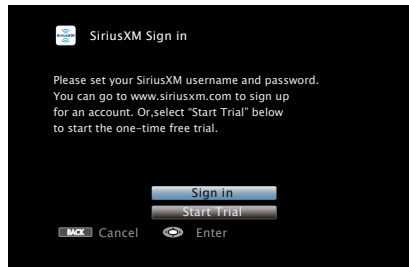 SiriusXM Sign in
Please set your SiriusXM username and password.
You can go to www.siriusxm.com to sign up
for an account. Or,select “Start Trial” below
to start the one-time free trial.
Sign in
Start Trial
BACK Cancel Enter